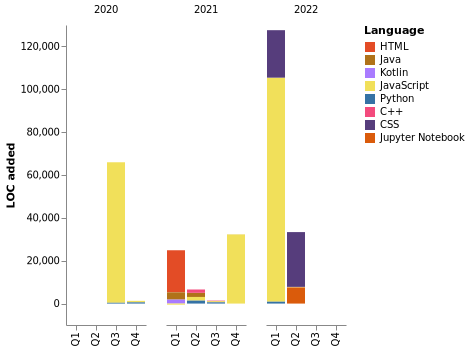 2020 2021 2022
Language
HTML
Java
Kotlin
JavaScript
Python
C++
CSS
Jupyter Notebook
LOC added
120,000
100,000
80,000
60,000
40,000
20,000
0
Q1 Q2 Q3 Q4 Q1 Q2 Q3 Q4 Q1 Q2 Q3 Q4